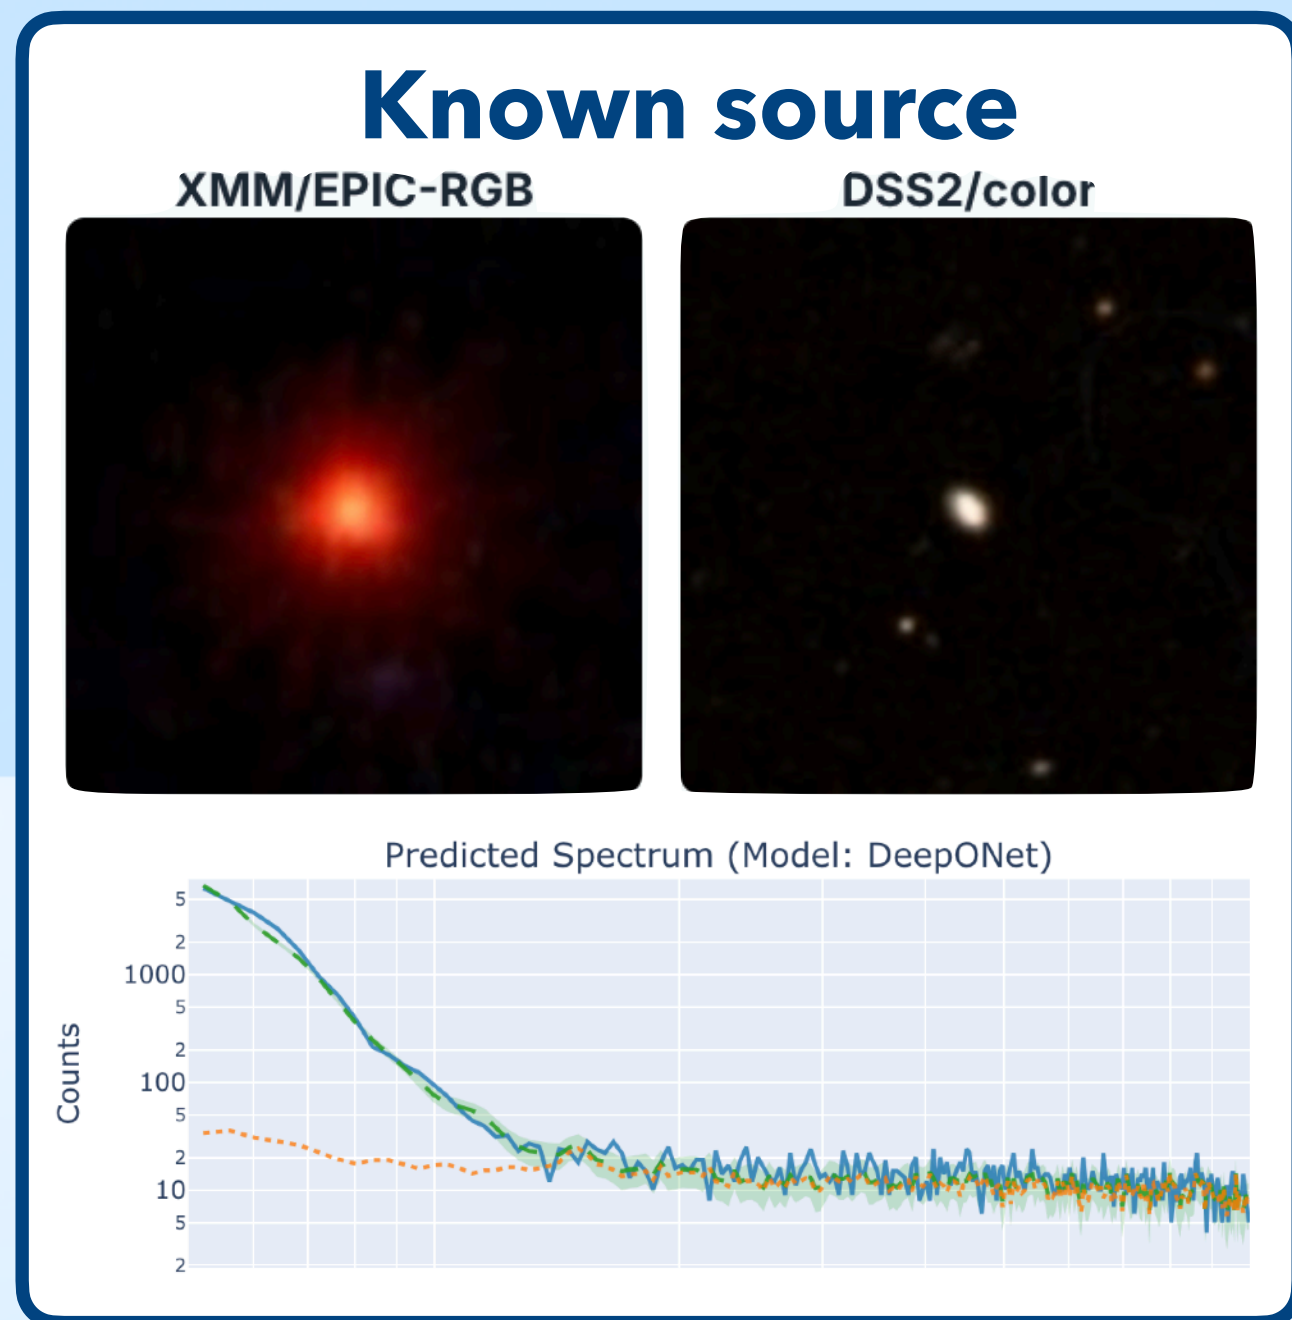 Known source
XMM/EPIC-RGB
DSS2/color
Predicted Spectrum (Model: DeepONet)
Counts
5
2
1000
5
2
100
5
2
10
5
2